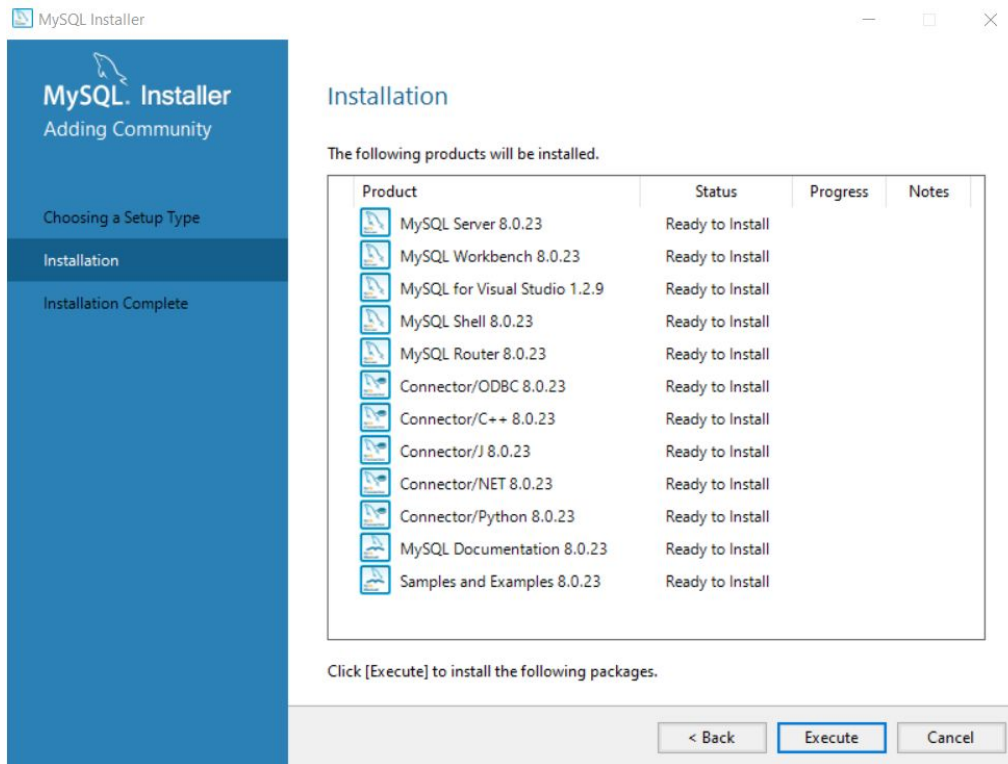 MySQL Installer
MySQL. Installer
Adding Community
Choosing a Setup Type
Installation
Installation Complete
Installation
The following products will be installed.
Product Status Progress Notes
MySQL Server 8.0.23 Ready to Install
MySQL Workbench 8.0.23 Ready to Install
MySQL for Visual Studio 1.2.9 Ready to Install
MySQL Shell 8.0.23 Ready to Install
MySQL Router 8.0.23 Ready to Install
Connector/ODBC 8.0.23 Ready to Install
Connector/C++ 8.0.23 Ready to Install
Connector/J 8.0.23 Ready to Install
Connector/NET 8.0.23 Ready to Install
Connector/Python 8.0.23 Ready to Install
MySQL Documentation 8.0.23 Ready to Install
Samples and Examples 8.0.23 Ready to Install
Click [Execute] to install the following packages.
< Back Execute Cancel